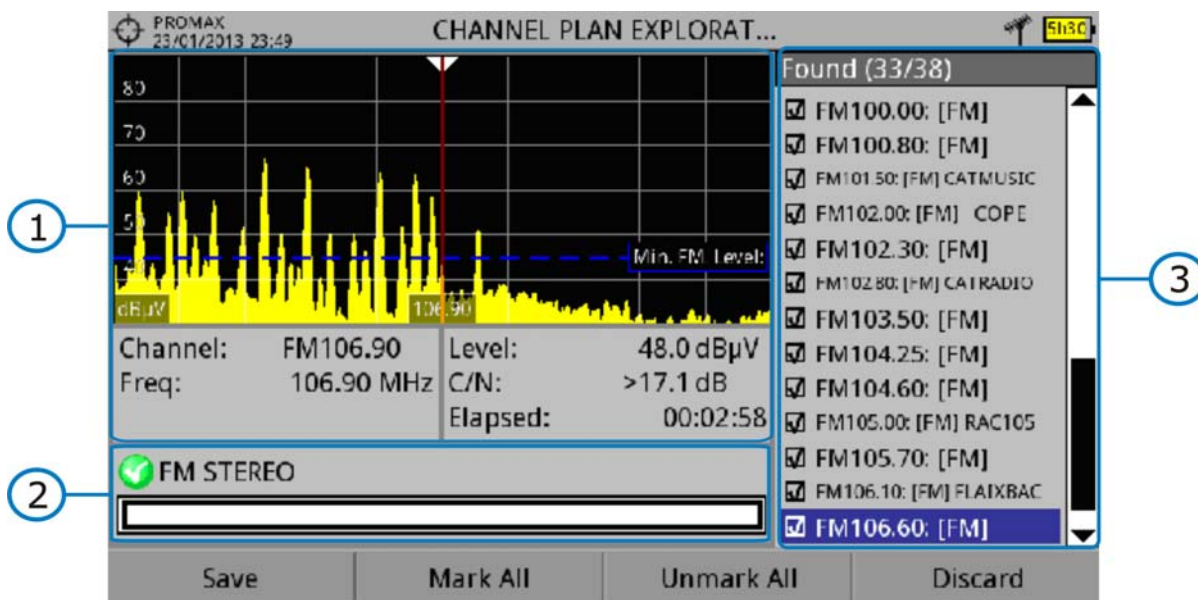 PROMAX
23/01/2013 23:49
CHANNEL PLAN EXPLORAT...
5h30
80
70
60
50
40
Min. FM Level:
dBµV
106.90
Channel: FM106.90
Freq: 106.90 MHz
Level: 48.0 dBµV
C/N: >17.1 dB
Elapsed: 00:02:58
1
FM STEREO
2
Found (33/38)
FM100.00: [FM]
FM100.80: [FM]
FM101.50: [FM] CATMUSIC
FM102.00: [FM] COPE
FM102.30: [FM]
FM102.80: [FM] CATRADIO
FM103.50: [FM]
FM104.25: [FM]
FM104.60: [FM]
FM105.00: [FM] RAC105
FM105.70: [FM]
FM106.10: [FM] FLAIXBAC
FM106.60: [FM]
3
Save
Mark All
Unmark All
Discard